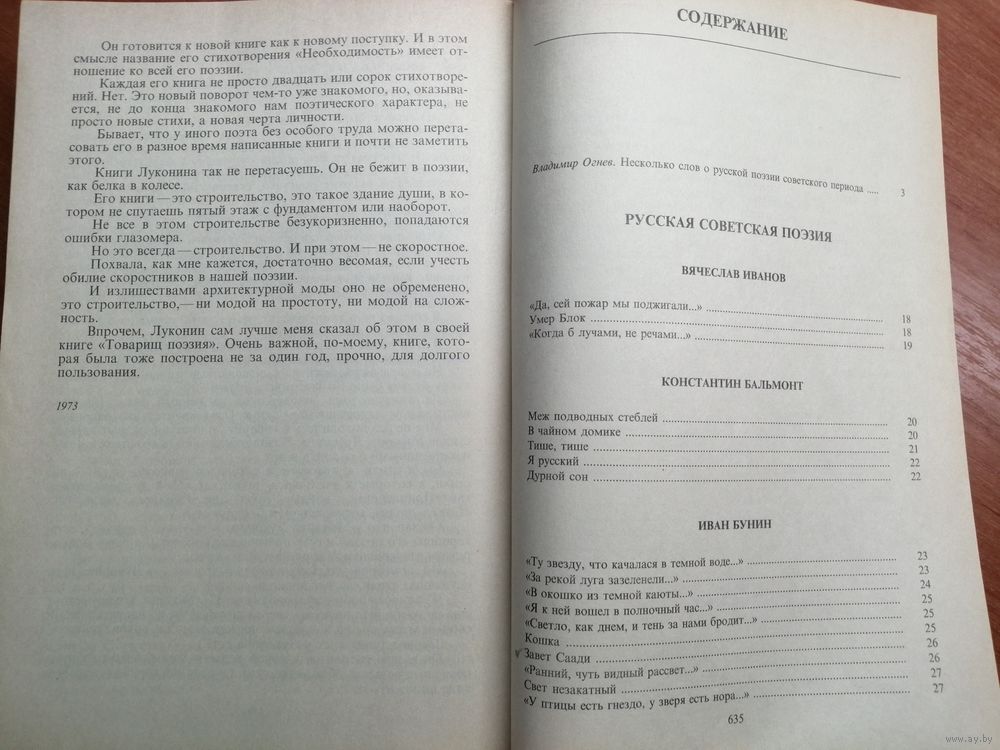 Он готовится к новой книге как к новому поступку. И в этом
смысле название его стихотворения «Необходимость» имеет от-
ношение ко всей его поэзии.
Каждая его книга не просто двадцать или сорок стихотворе-
ний. Нет. Это новый поворот чем-то уже знакомого, но, оказыва-
ется, не до конца знакомого нам поэтического характера, не
просто новые стихи, а новая черта личности.
Бывает, что у иного поэта без особого труда можно перета-
совать его в разное время написанные книги и почти не заметить
этого.
Книги Луконина так не перетасуешь. Он не бежит в поэзии,
как белка в колесе.
Его книги — это строительство, это такое здание души, в ко-
тором не спутаешь пятый этаж с фундаментом или наоборот.
Не все в этом строительстве безукоризненно, попадаются
ошибки глазомера.
Но это всегда — строительство. И при этом — не скоростное.
Похвала, как мне кажется, достаточно весомая, если учесть
обилие скоростников в нашей поэзии.
И излишествами архитектурной моды оно не обременено,
это строительство,— ни модой на простоту, ни модой на слож-
ность.
Впрочем, Луконин сам лучше меня сказал об этом в своей
книге «Товарищ поэзия». Очень важной, по-моему, книге, кото-
рая была тоже построена не за один год, прочно, для долгого
пользования.
1973
СОДЕРЖАНИЕ
Владимир Огнев. Несколько слов о русской поэзии советского периода ..... 3
РУССКАЯ СОВЕТСКАЯ ПОЭЗИЯ
ВЯЧЕСЛАВ ИВАНОВ
«Да, сей пожар мы поджигали...» ..... 18
Умер Блок ..... 18
«Когда б лучами, не речами...» ..... 19
КОНСТАНТИН БАЛЬМОНТ
Меж подводных стеблей ..... 20
В чайном домике ..... 20
Тише, тише ..... 21
Я русский ..... 22
Дурной сон ..... 22
ИВАН БУНИН
«Ту звезду, что качалася в темной воде...» ..... 23
«За рекой луга зазеленели...» ..... 23
«В окошко из темной каюты...» ..... 24
«Я к ней вошел в полночный час...» ..... 25
«Светло, как днем, и тень за нами бродит...» ..... 25
Кошка ..... 25
Завет Саади ..... 26
«Ранний, чуть видный рассвет...» ..... 26
Свет незакатный ..... 27
«У птицы есть гнездо, у зверя есть нора...» ..... 27
635
www.ay.by